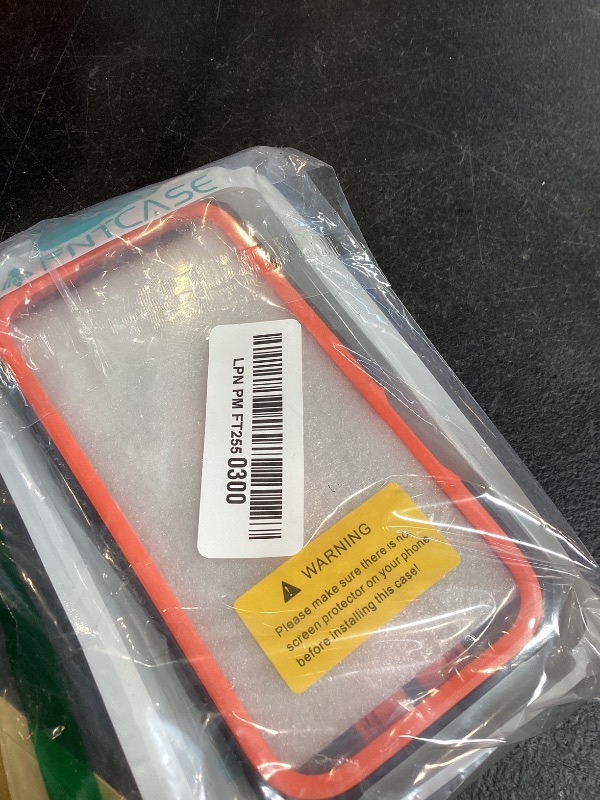 LPN PM FT255 0300
⚠ WARNING
Please make sure there is no
screen protector on your phone
before installing this case!